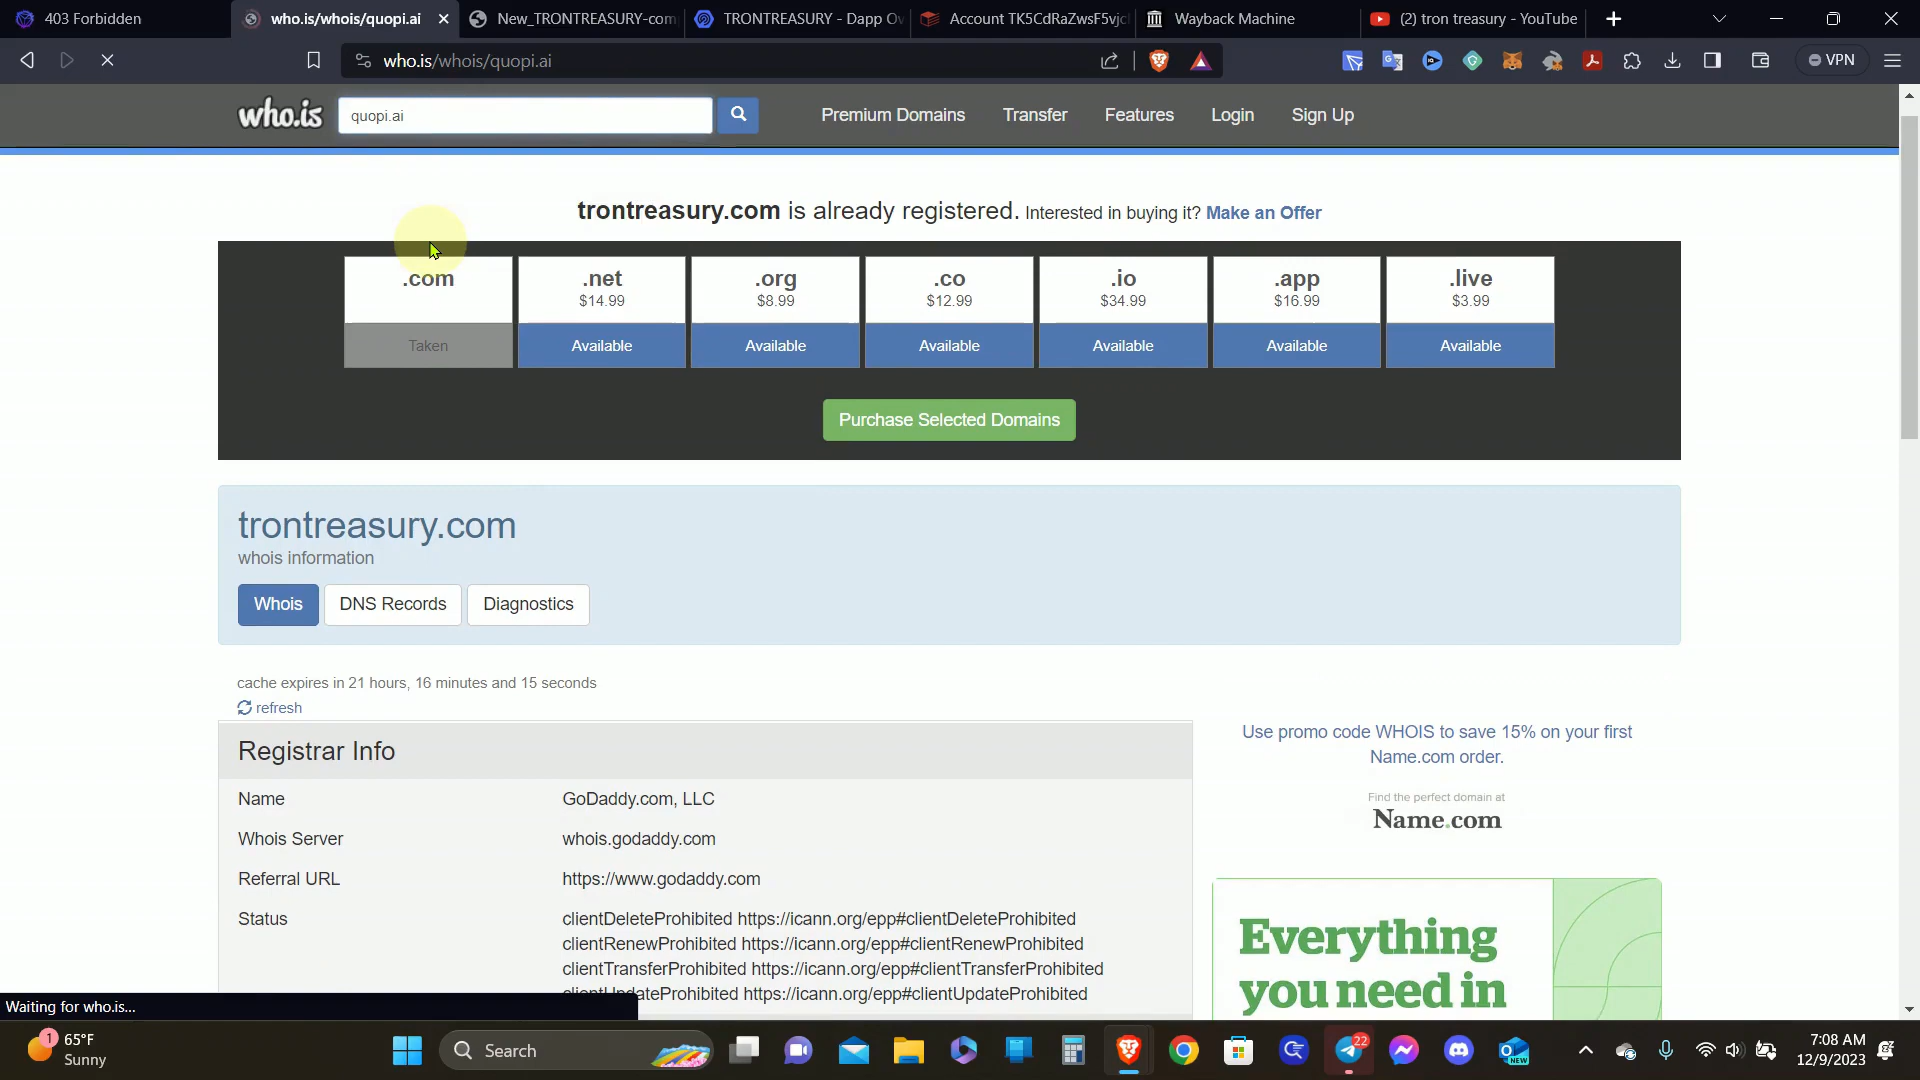 403 Forbidden
who.is/whois/quopi.ai
New_TRONTREASURY-com
TRONTREASURY - Dapp Ov
Account TK5CdRaZwsF5vjc
Wayback Machine
(2) tron treasury - YouTube
who.is/whois/quopi.ai
VPN
who.is
quopi.ai
Premium Domains
Transfer
Features
Login
Sign Up
trontreasury.com is already registered. Interested in buying it? Make an Offer
.com
.net
.org
.co
.io
.app
.live
$14.99
$8.99
$12.99
$34.99
$16.99
$3.99
Taken
Available
Available
Available
Available
Available
Available
Purchase Selected Domains
trontreasury.com
whois information
Whois
DNS Records
Diagnostics
cache expires in 21 hours, 16 minutes and 15 seconds
refresh
Registrar Info
Name
GoDaddy.com, LLC
Whois Server
whois.godaddy.com
Referral URL
https://www.godaddy.com
Status
clientDeleteProhibited https://icann.org/epp#clientDeleteProhibited
clientRenewProhibited https://icann.org/epp#clientRenewProhibited
clientTransferProhibited https://icann.org/epp#clientTransferProhibited
clientUpdateProhibited https://icann.org/epp#clientUpdateProhibited
Use promo code WHOIS to save 15% on your first
Name.com order.
Find the perfect domain at
Name.com
Everything
you need in
Waiting for who.is...
1
65°F
Sunny
Search
22
NEW
7:08 AM
12/9/2023